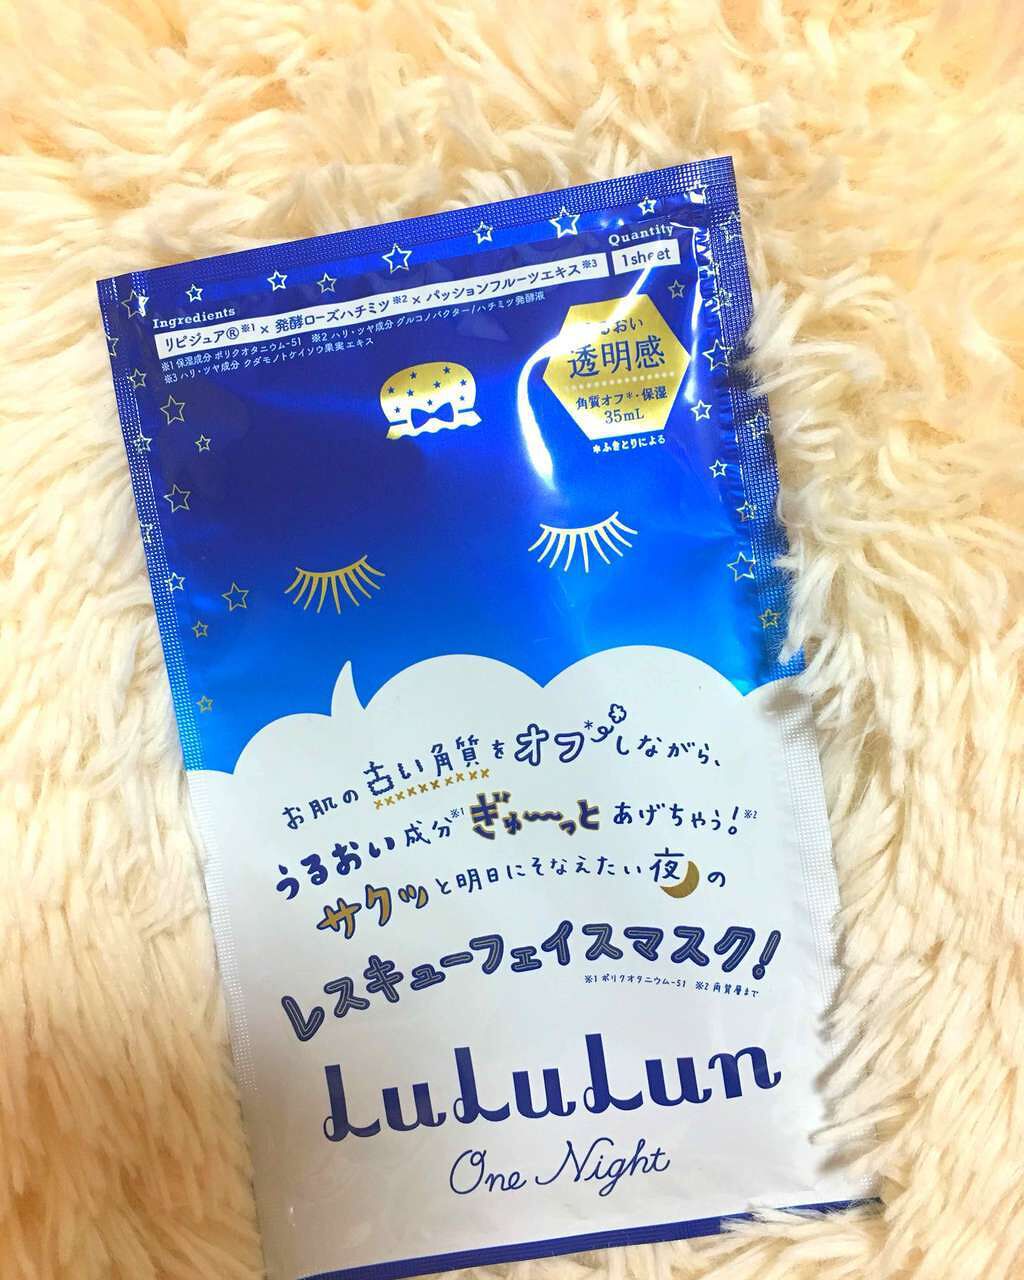 Ingredients
Quantity
リピジュア®※1 × 発酵ローズハチミツ※2 × パッションフルーツエキス※3
1sheet
※1 保湿成分 ポリクオタニウム-51 ※2 ハリ・ツヤ成分 グルコノバクター/ハチミツ発酵液
※3 ハリ・ツヤ成分 クダモノトケイソウ果実エキス
うるおい
透明感
角質オフ*・保湿
35mL
*ふきとりによる
お肌の古い角質をオフ*しながら、
うるおい成分※1ぎゅ〜っとあげちゃう!※2
サクッと明日にそなえたい夜の
レスキューフェイスマスク!
※1 ポリクオタニウム-51 ※2 角質層まで
LuLuLun
One Night